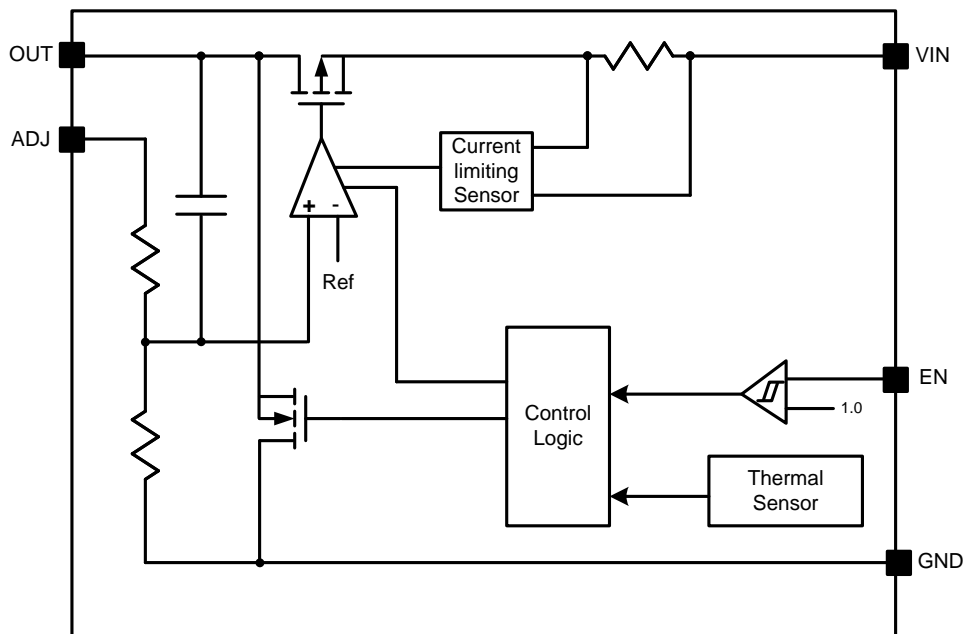 OUT
VIN
ADJ
Current
limiting
Sensor
+ -
Ref
EN
1.0
Control
Logic
Thermal
Sensor
GND